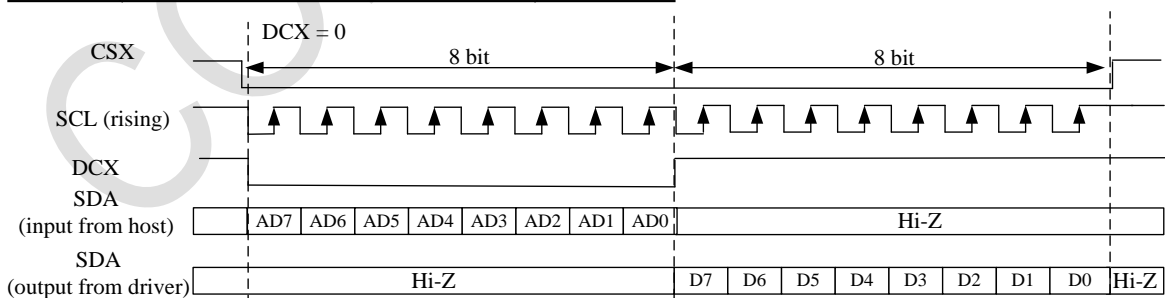 DCX = 0
CSX
8 bit
8 bit
SCL (rising)
DCX
SDA
(input from host)
AD7 AD6 AD5 AD4 AD3 AD2 AD1 AD0
Hi-Z
SDA
(output from driver)
Hi-Z
D7 D6 D5 D4 D3 D2 D1 D0
Hi-Z